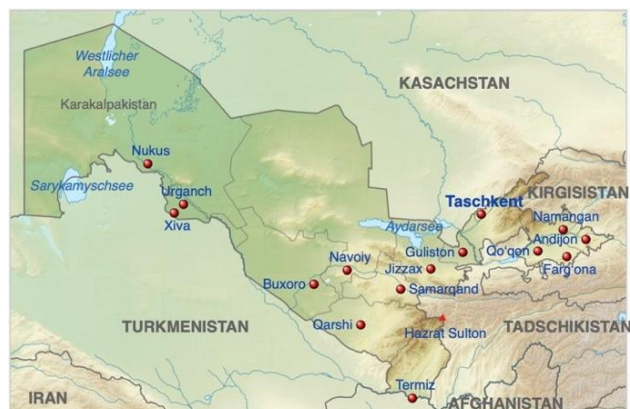 Westlicher
Aralsee
KASACHSTAN
Karakalpakistan
Nukus
Sarykamyschsee
Urganch
KIRGISISTAN
Taschkent
Xiva
Namangan
Aydarsee
Andijon
Guliston
Qo'qon
Navoiy
Jizzax
Farg'ona
Buxoro
Samarqand
TURKMENISTAN
Qarshi
Hazrat Sulton
TADSCHIKISTAN
Termiz
IRAN
AFGHANISTAN